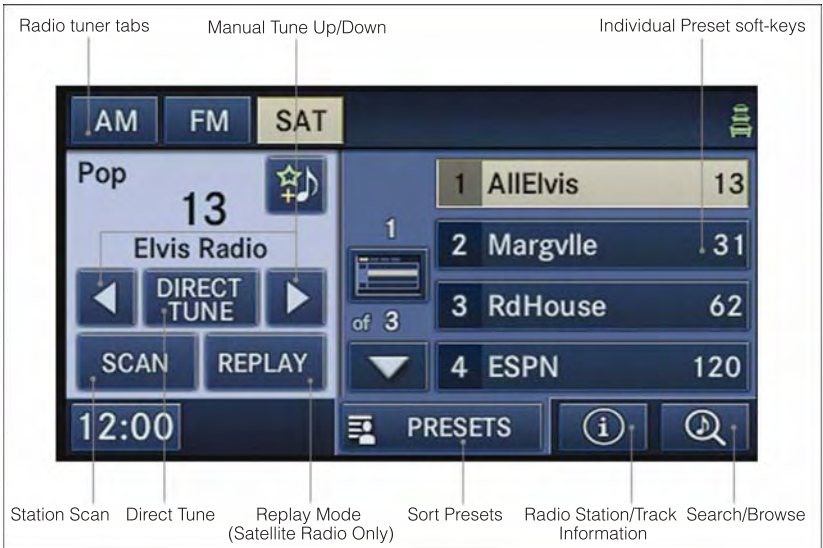 Radio tuner tabs
Manual Tune Up/Down
Individual Preset soft-keys
AM
FM
SAT
Pop
13
Elvis Radio
DIRECT
TUNE
SCAN
REPLAY
12:00
1
of 3
1 AllElvis 13
2 Margvlle 31
3 RdHouse 62
4 ESPN 120
PRESETS
i
Station Scan
Direct Tune
Replay Mode
(Satellite Radio Only)
Sort Presets
Radio Station/Track
Information
Search/Browse